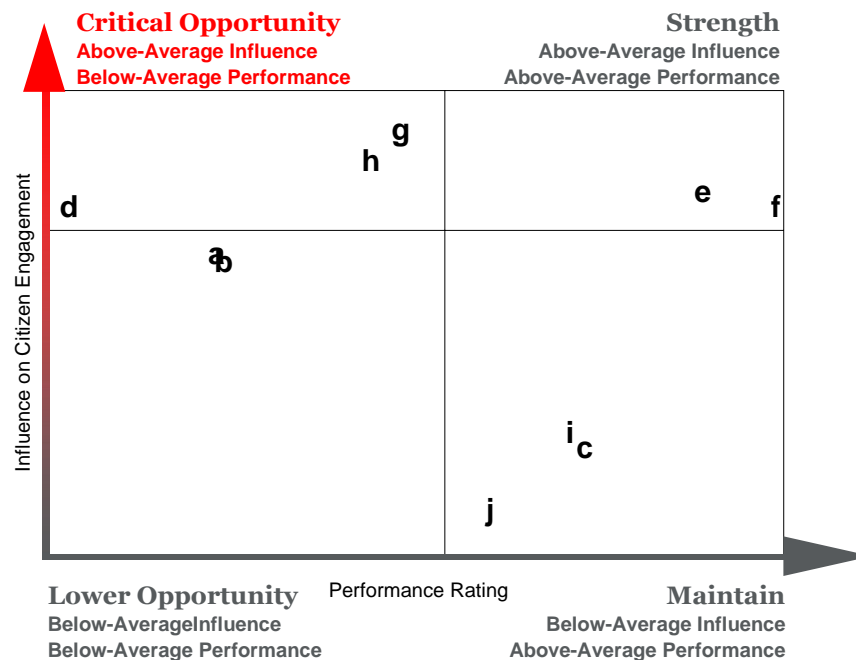 Critical Opportunity
Above-Average Influence
Below-Average Performance
Strength
Above-Average Influence
Above-Average Performance
Influence on Citizen Engagement
g
h
e
d
f
a
b
i
c
j
Performance Rating
Lower Opportunity
Below-AverageInfluence
Below-Average Performance
Maintain
Below-Average Influence
Above-Average Performance